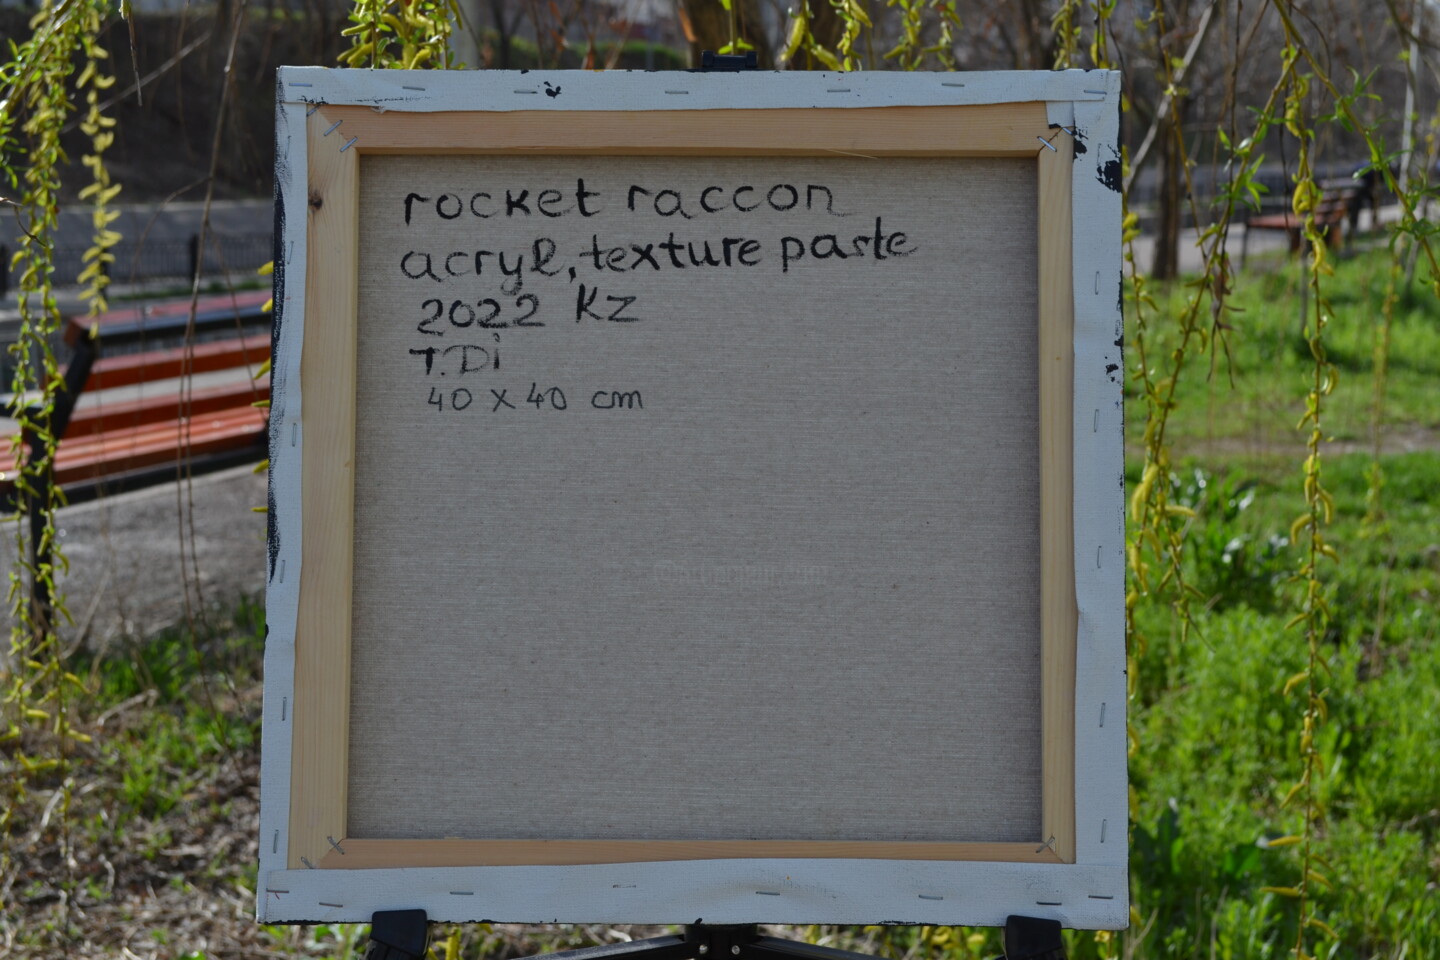 rocket raccon
acryl, texture paste
2022 KZ
T.Di
40 x 40 cm